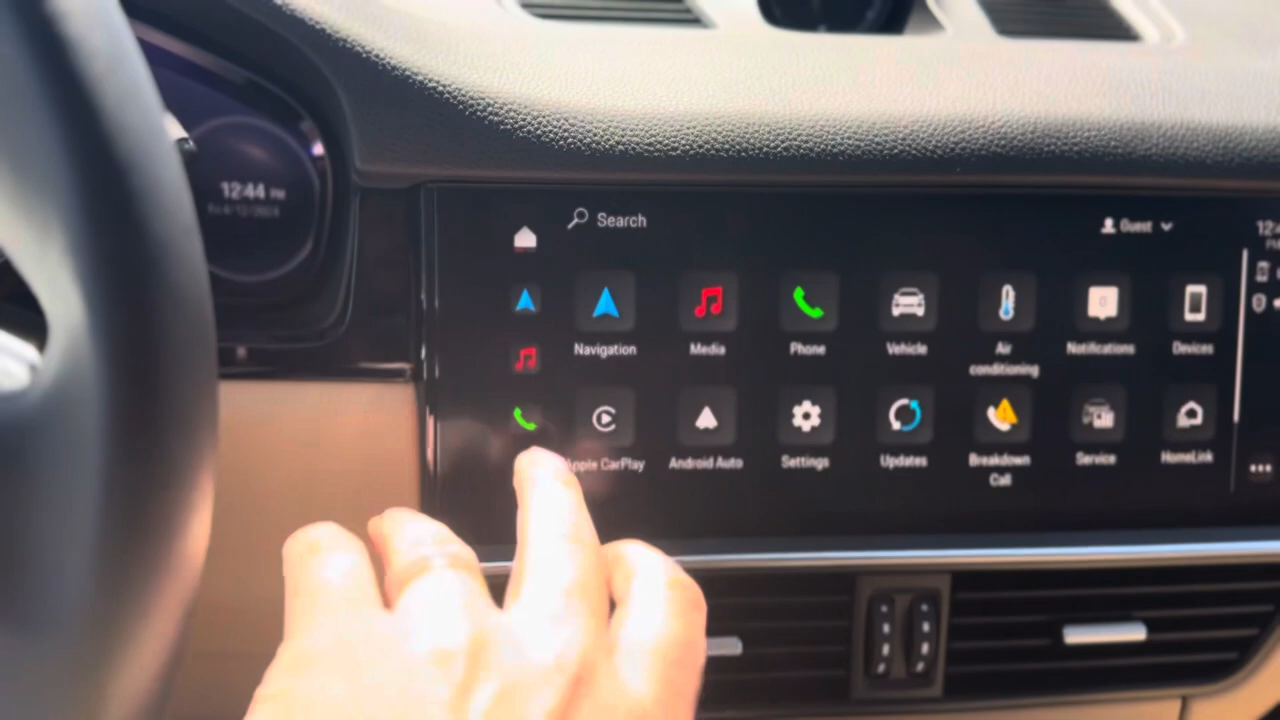 12:44 PM
Search
Guest
Navigation
Media
Phone
Vehicle
Air
conditioning
Notifications
Devices
Apple CarPlay
Android Auto
Settings
Updates
Breakdown
Call
Service
HomeLink